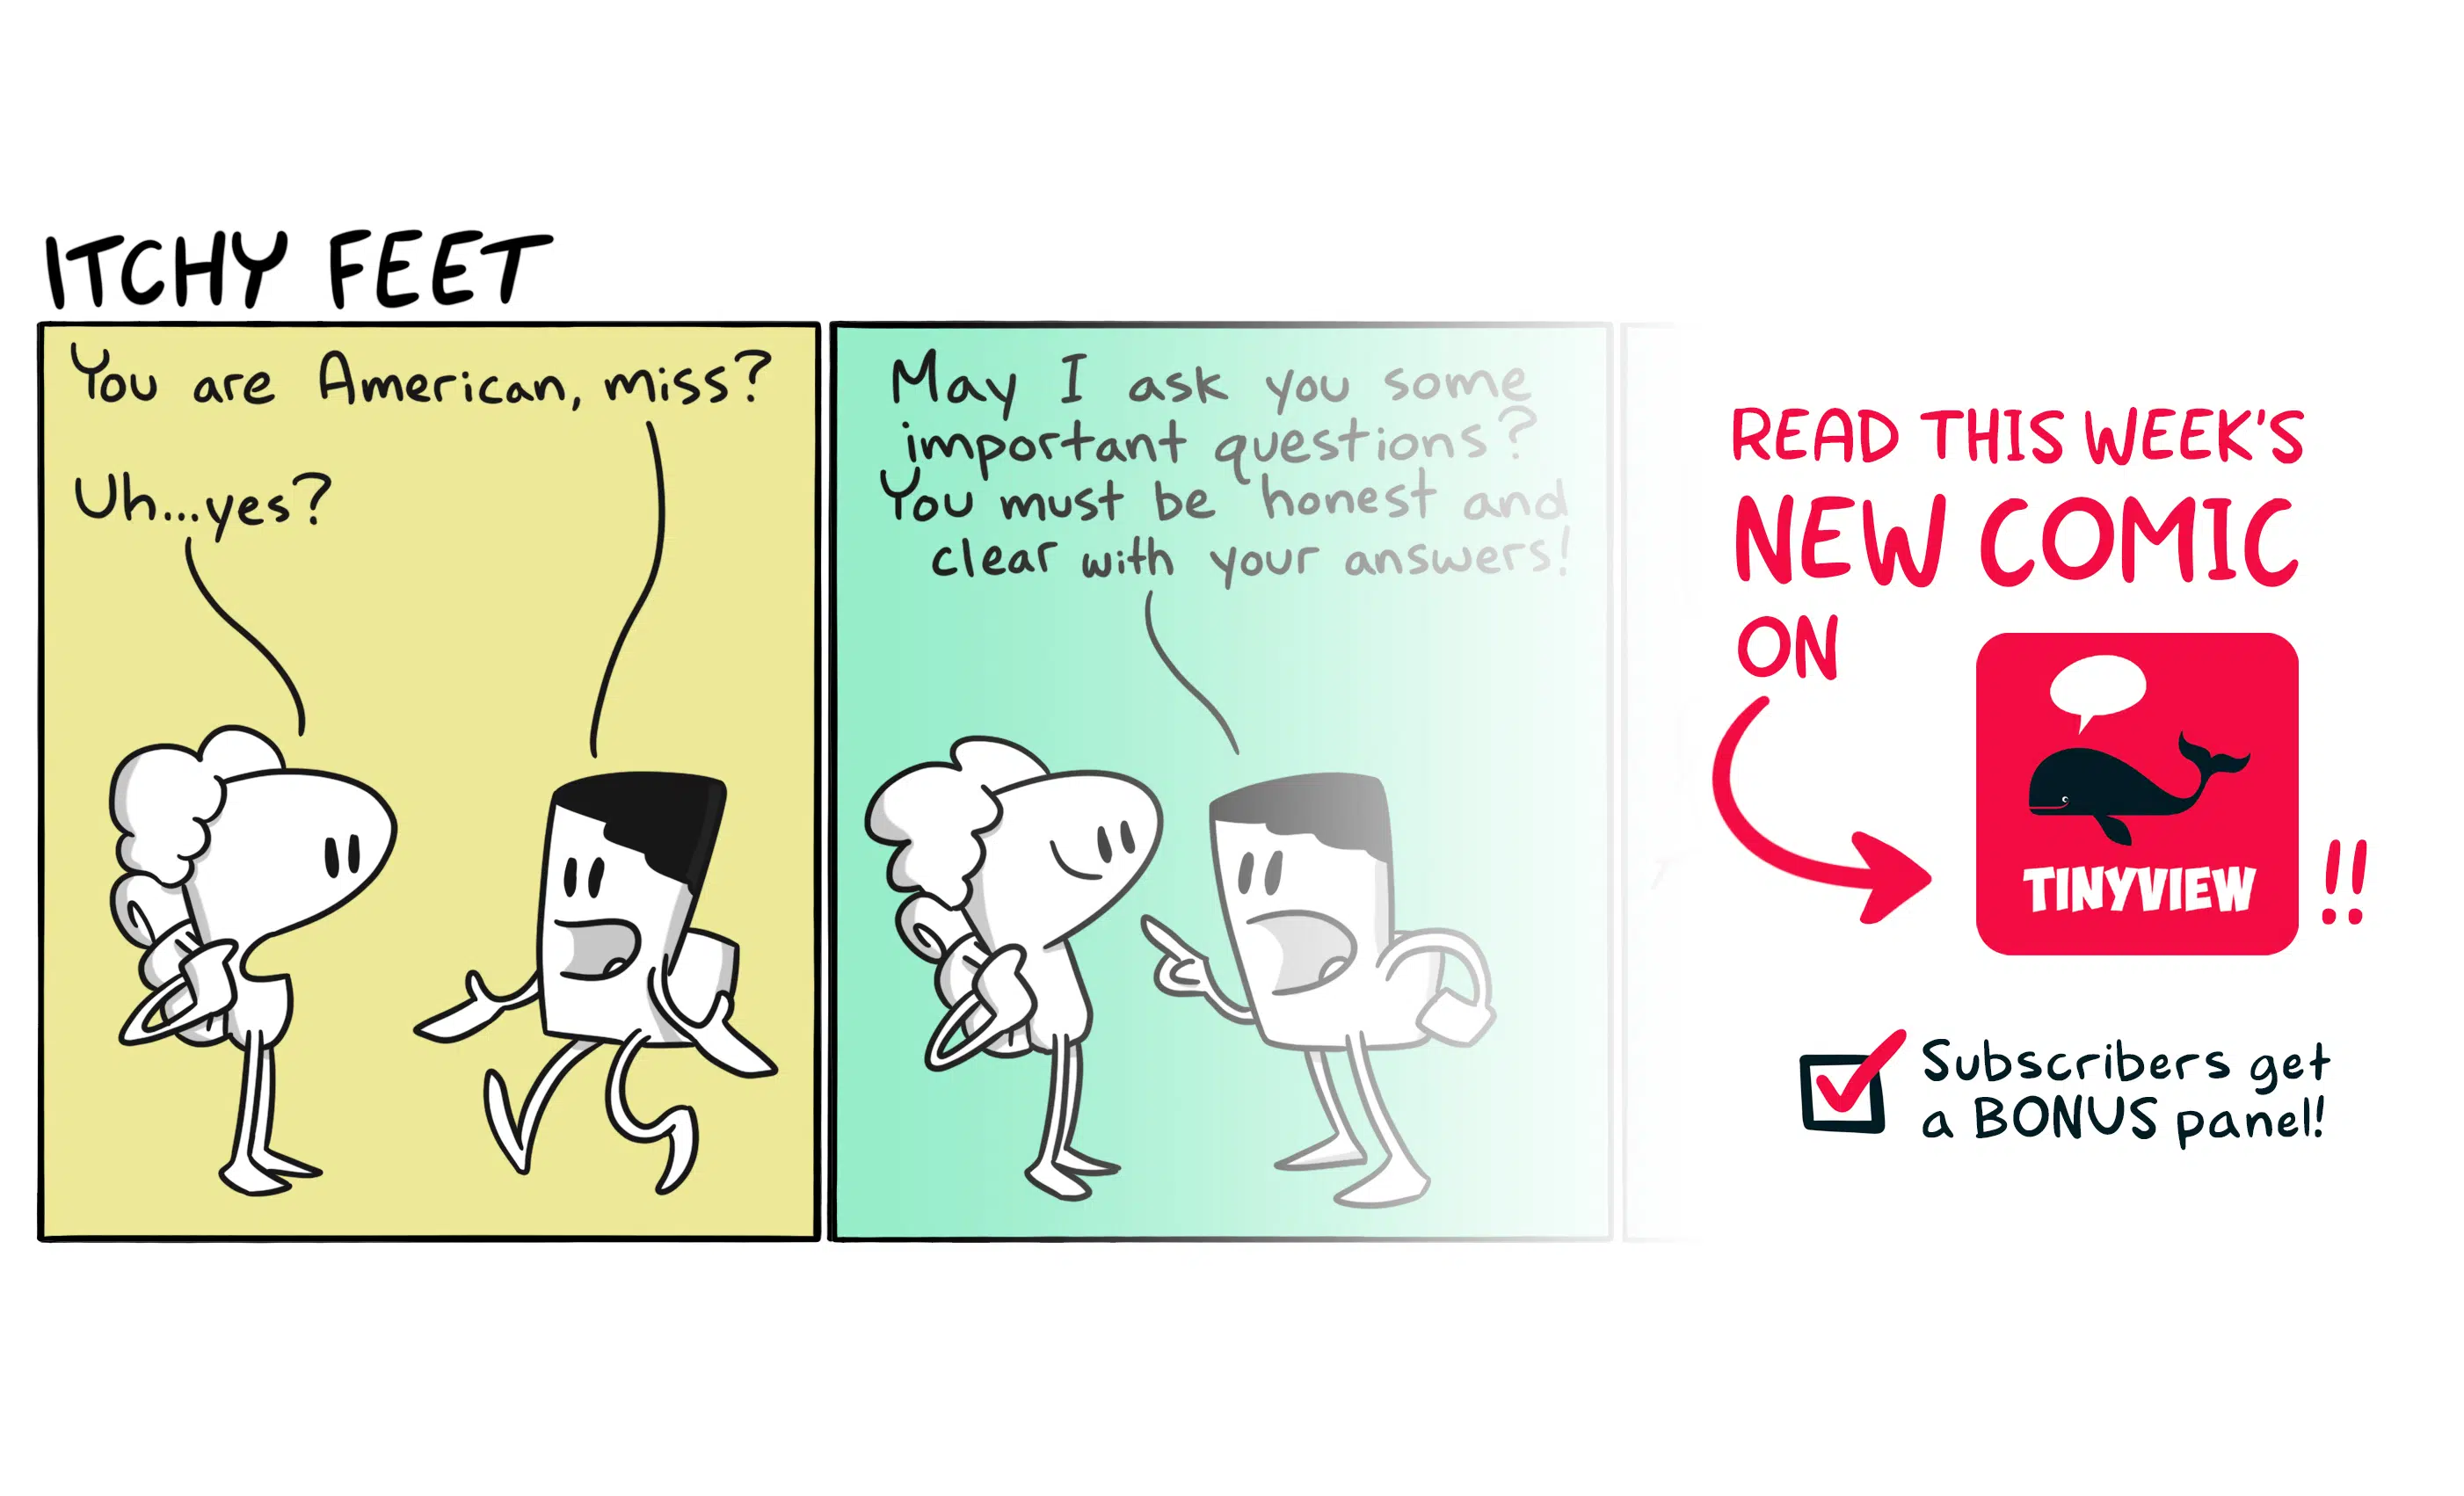 ITCHY FEET
You are American, miss?
Uh...yes?
May I ask you some
important questions?
You must be honest and
clear with your answers!
READ THIS WEEK'S
NEW COMIC
ON
TINYVIEW
!!
Subscribers get
a BONUS panel!